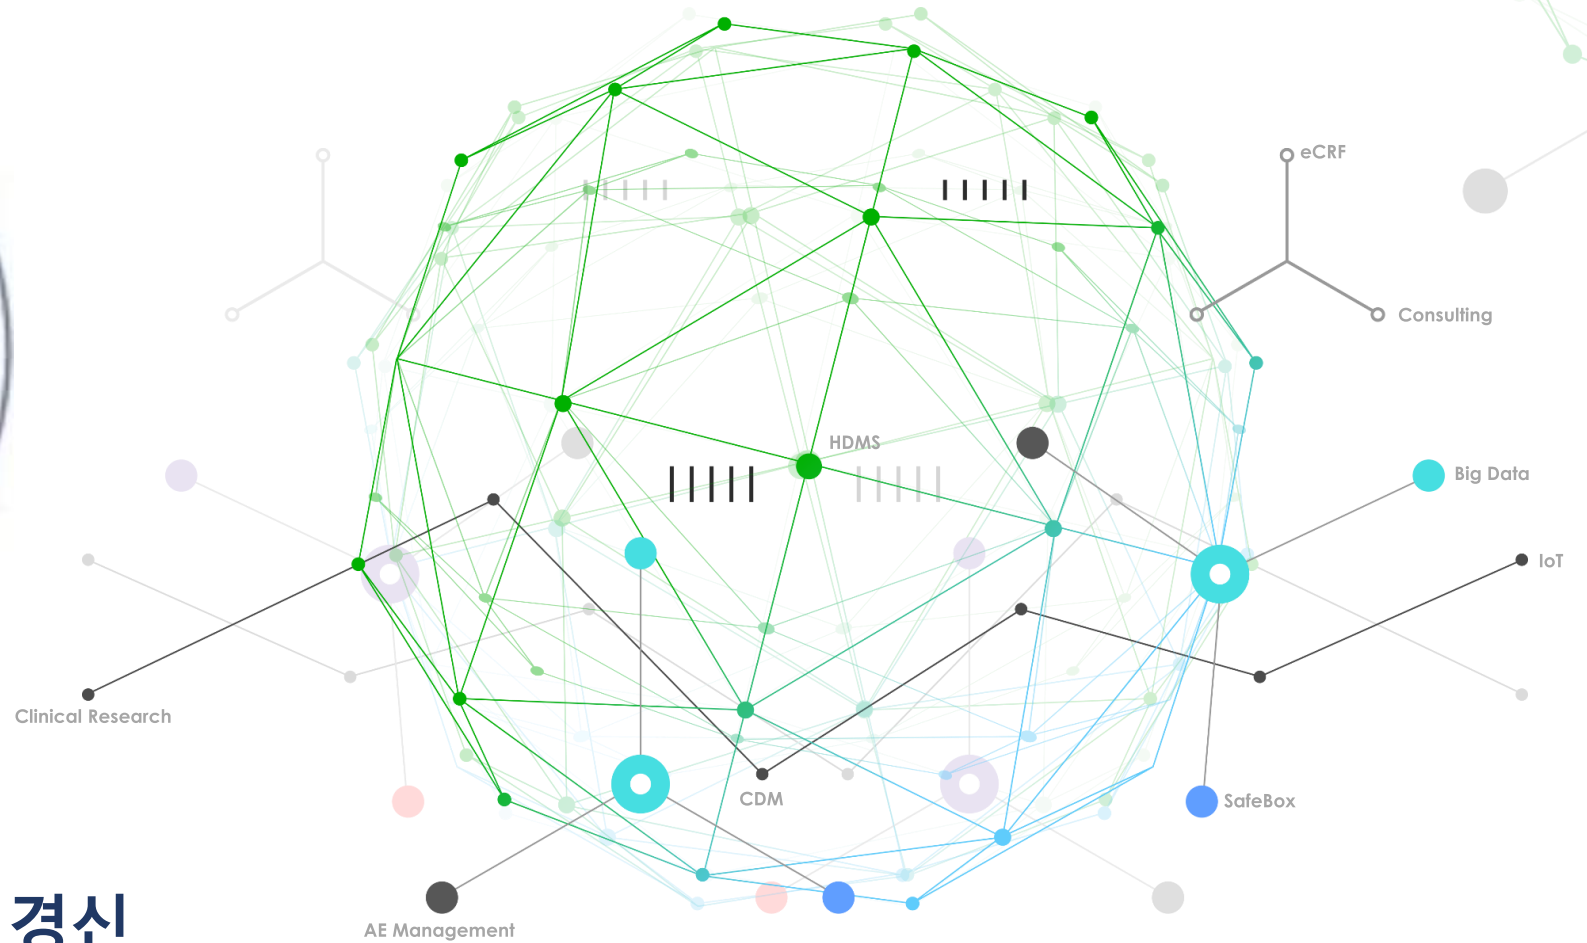 eCRF
Consulting
HDMS
Big Data
IoT
Clinical Research
CDM
SafeBox
AE Management
경신